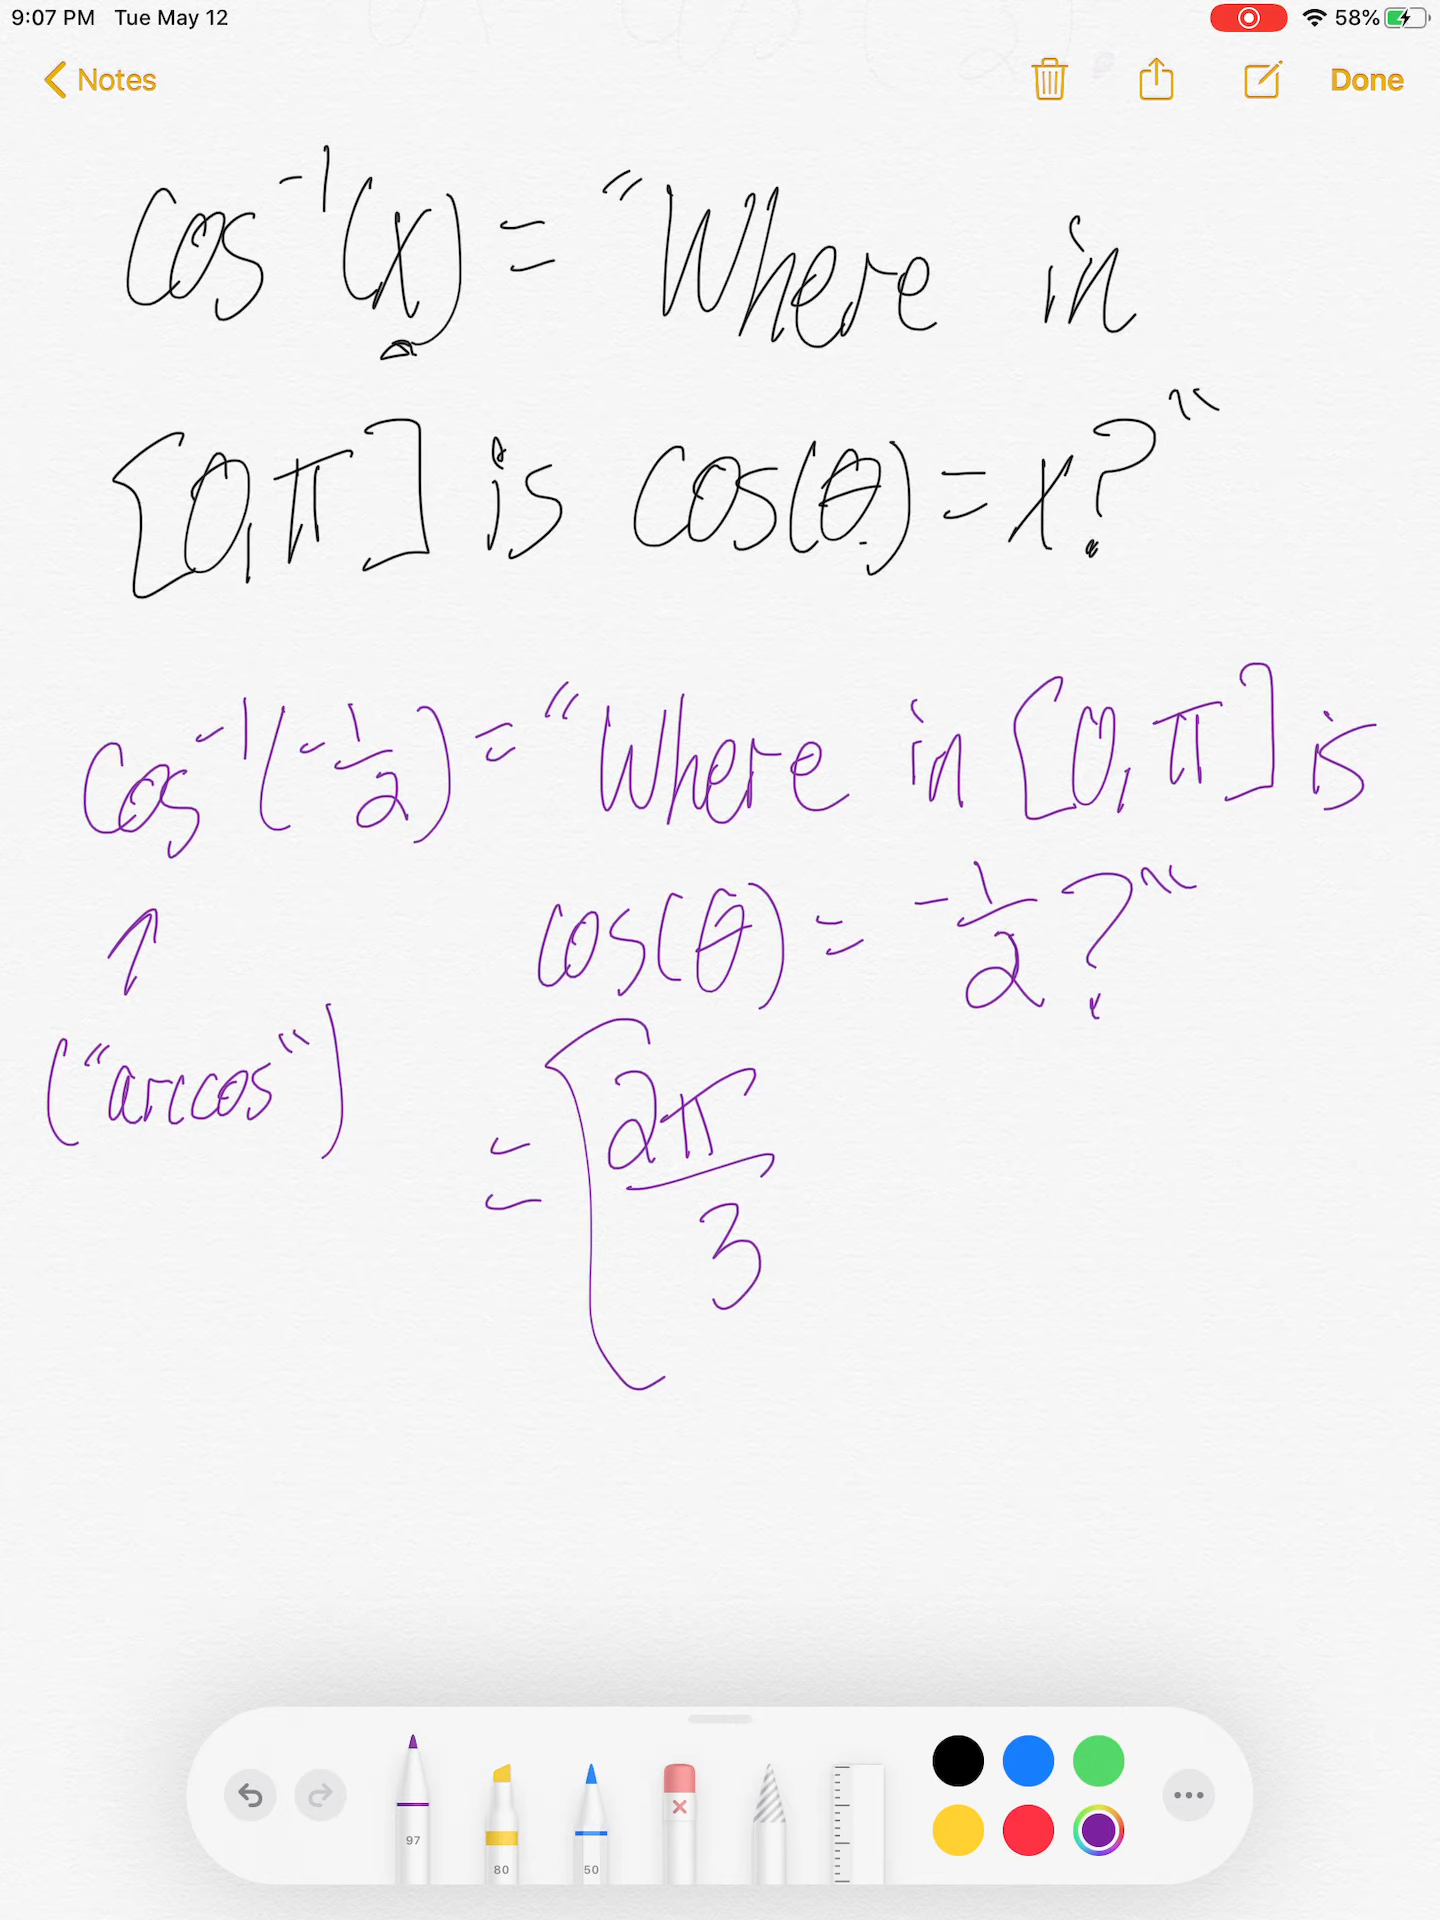 9:07 PM Tue May 12 58%
Notes Done
cos⁻¹(x) = "Where in
[0,π] is cos(θ) = x?"
cos⁻¹(-1/2) = "Where in [0,π] is
cos(θ) = -1/2?"
("arccos")
= 2π/3
97 80 50